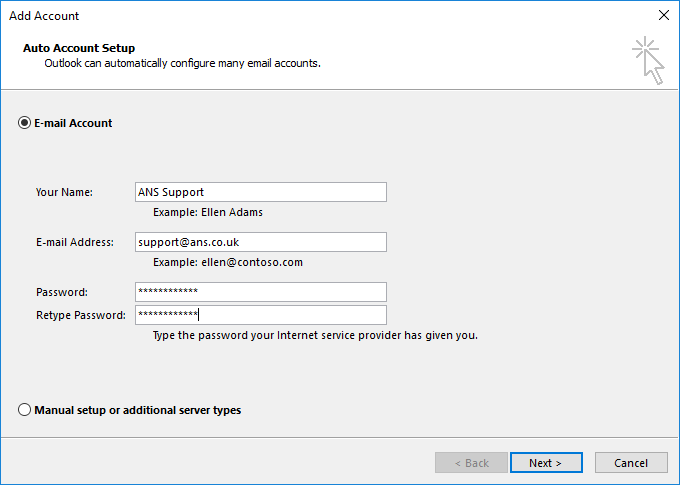 Add Account
Auto Account Setup
Outlook can automatically configure many email accounts.
E-mail Account
Your Name: ANS Support
Example: Ellen Adams
E-mail Address: support@ans.co.uk
Example: ellen@contoso.com
Password: ************
Retype Password: ************
Type the password your Internet service provider has given you.
Manual setup or additional server types
< Back Next > Cancel